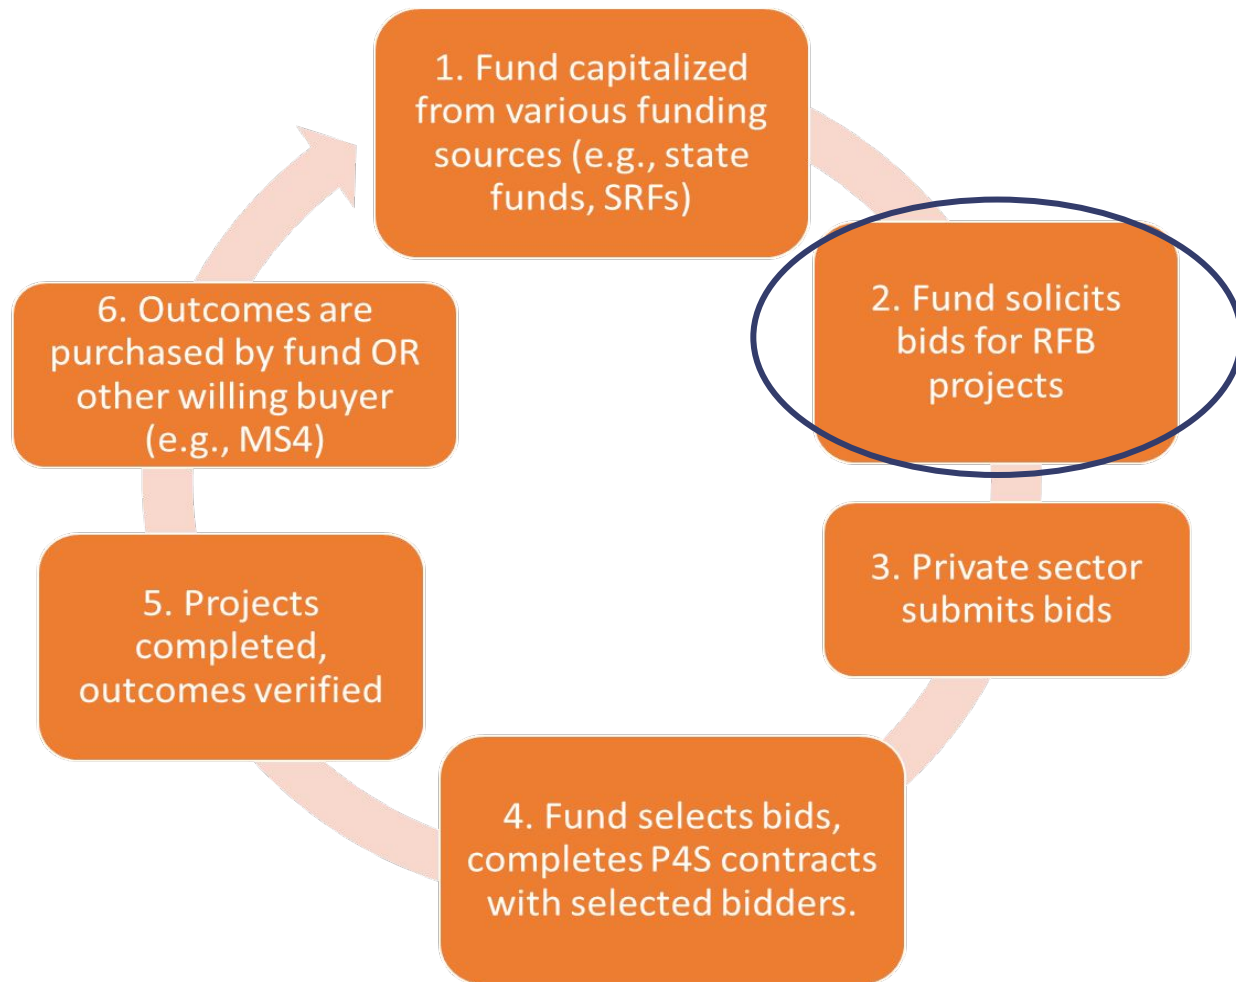 1. Fund capitalized
from various funding
sources (e.g., state
funds, SRFs)
2. Fund solicits
bids for RFB
projects
3. Private sector
submits bids
4. Fund selects bids,
completes P4S contracts
with selected bidders.
5. Projects
completed,
outcomes verified
6. Outcomes are
purchased by fund OR
other willing buyer
(e.g., MS4)